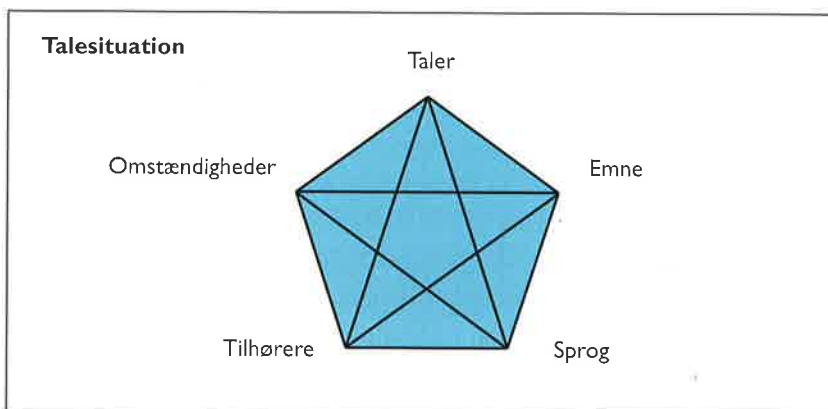 Talesituation
Taler
Omstændigheder
Emne
Tilhørere
Sprog